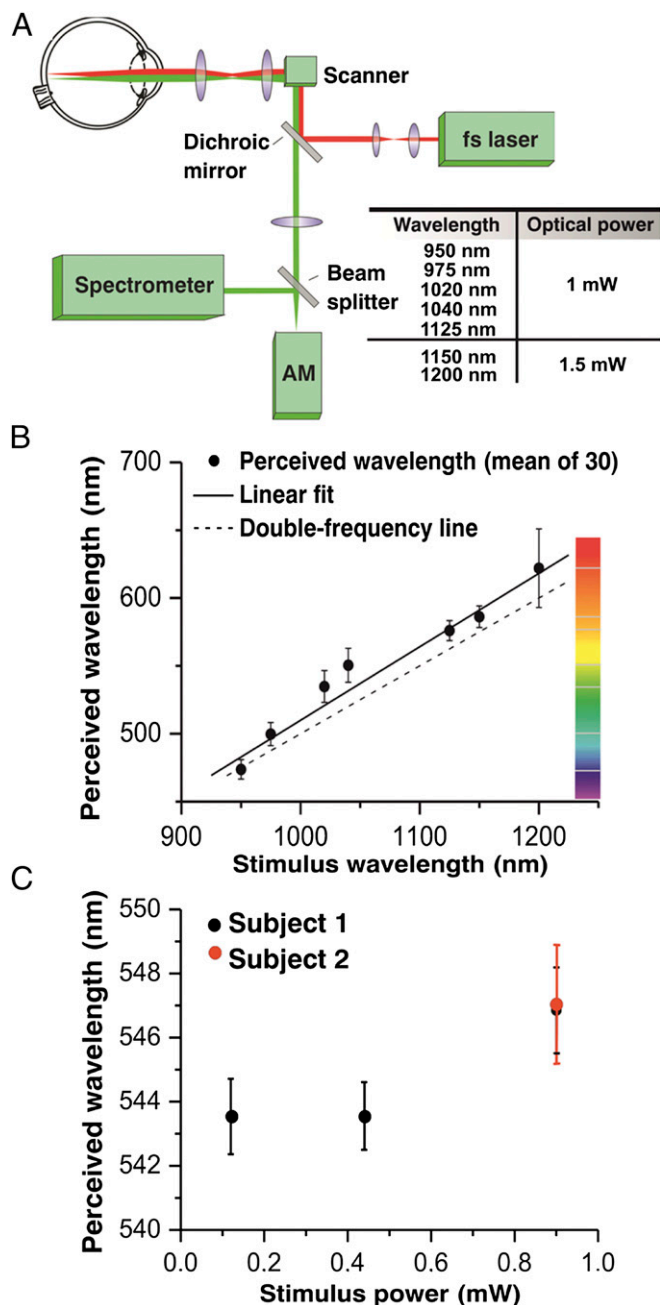 A
Scanner
Dichroic
mirror
fs laser
Wavelength Optical power
950 nm
975 nm
1020 nm
1040 nm
1125 nm
1 mW
1150 nm
1200 nm
1.5 mW
Spectrometer
Beam
splitter
AM
B
Perceived wavelength (nm)
700
600
500
Perceived wavelength (mean of 30)
Linear fit
Double-frequency line
900 1000 1100 1200
Stimulus wavelength (nm)
C
Perceived wavelength (nm)
550
548
546
544
542
540
Subject 1
Subject 2
0.0 0.2 0.4 0.6 0.8 1.0
Stimulus power (mW)